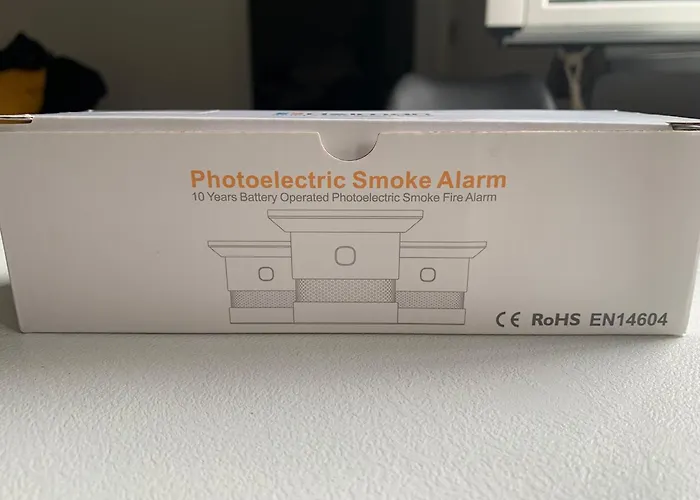 Photoelectric Smoke Alarm
10 Years Battery Operated Photoelectric Smoke Fire Alarm
CE RoHS EN14604